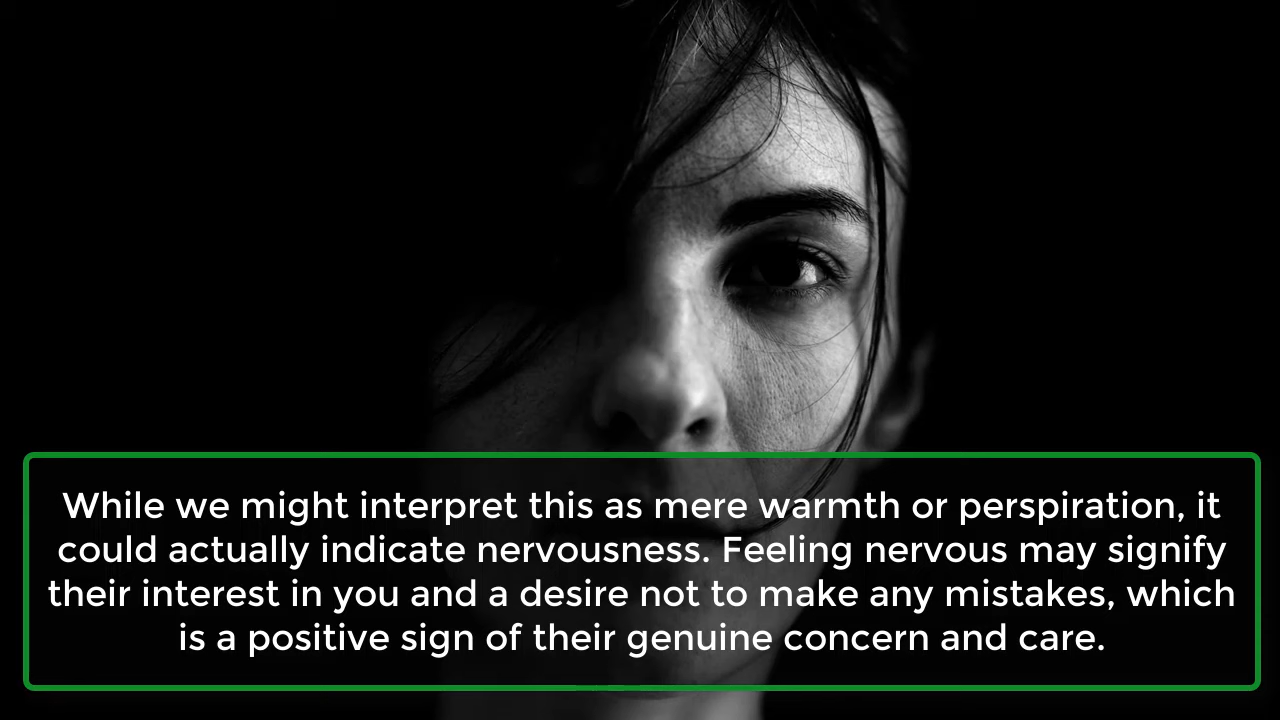 While we might interpret this as mere warmth or perspiration, it
could actually indicate nervousness. Feeling nervous may signify
their interest in you and a desire not to make any mistakes, which
is a positive sign of their genuine concern and care.